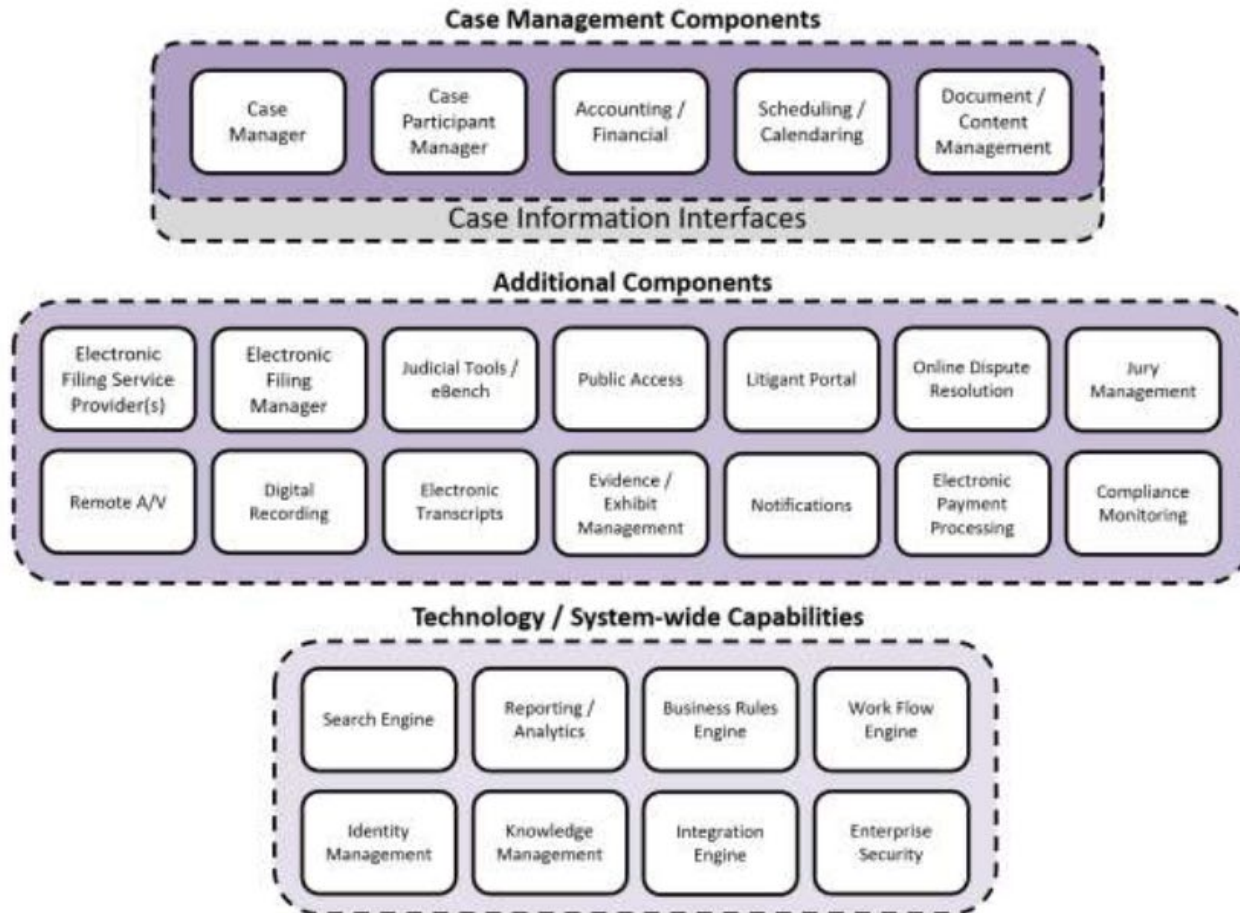 Case Management Components
Case
Manager
Case
Participant
Manager
Accounting /
Financial
Scheduling /
Calendaring
Document /
Content
Management
Case Information Interfaces
Additional Components
Electronic
Filing Service
Provider(s)
Electronic
Filing
Manager
Judicial Tools /
eBench
Public Access
Litigant Portal
Online Dispute
Resolution
Jury
Management
Remote A/V
Digital
Recording
Electronic
Transcripts
Evidence /
Exhibit
Management
Notifications
Electronic
Payment
Processing
Compliance
Monitoring
Technology / System-wide Capabilities
Search Engine
Reporting /
Analytics
Business Rules
Engine
Work Flow
Engine
Identity
Management
Knowledge
Management
Integration
Engine
Enterprise
Security